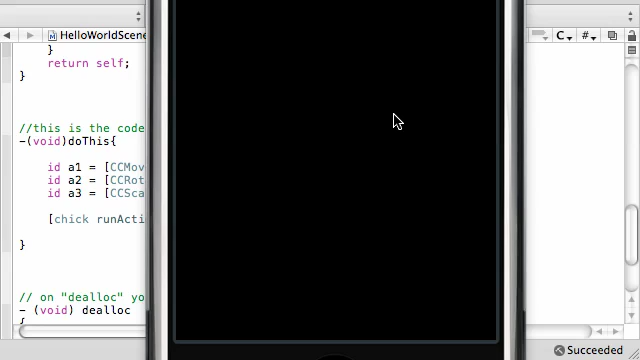 HelloWorldScene
C
#
}
return self;
}
//this is the code
-(void)doThis{
id a1 = [CCMov
id a2 = [CCRot
id a3 = [CCSca
[chick runActi
}
// on "dealloc" yo
- (void) dealloc
{
Succeeded